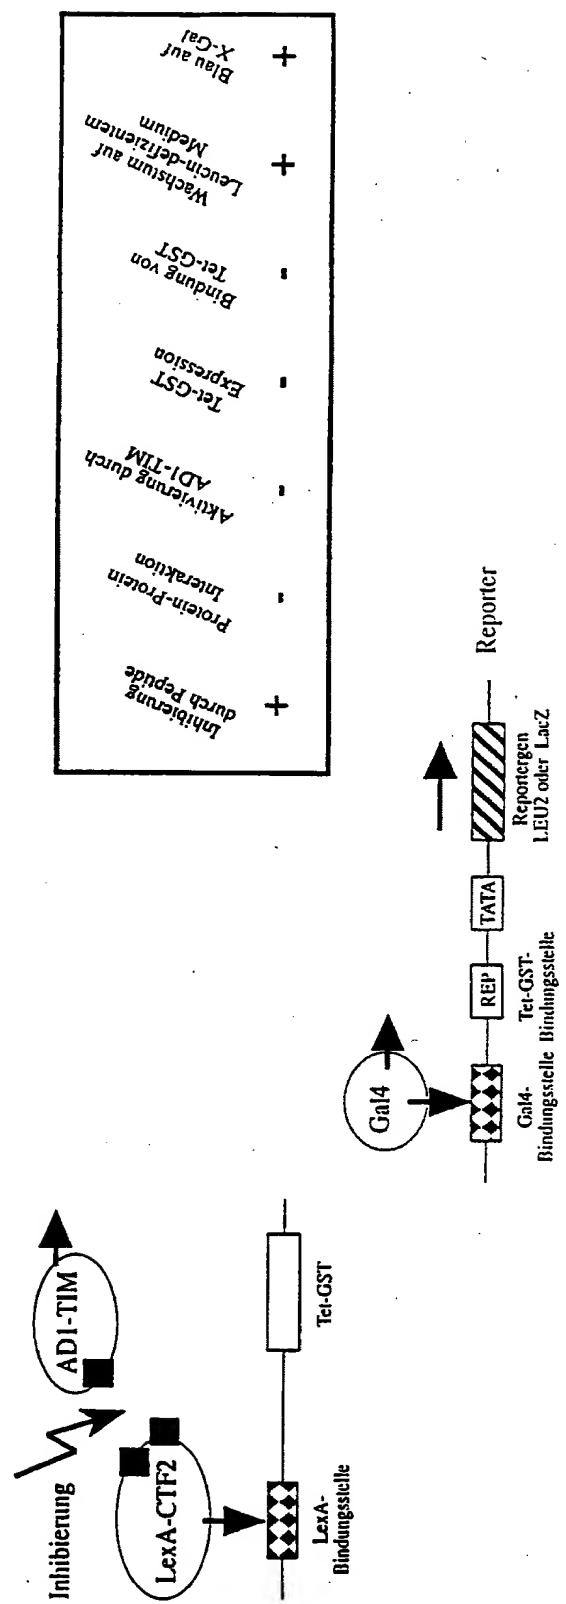 Inhibierung
AD1-TIM
LexA-CTF2
LexA-
Bindungsstelle
Tet-GST
Gal4
REP
TATA
Reporter
Gal4-
Bindungsstelle
Tet-GST-
Bindungsstelle
Reportergen
LEU2 oder LacZ
Inhibierung
durch Peptide
+
Protein-Protein
Interaktion
-
Aktivierung durch
AD1-TIM
-
Tet-GST
Expression
-
Bindung von
Tet-GST
-
Wachstum auf
Leucin-defizientem
Medium
+
Blau auf
X-Gal
+